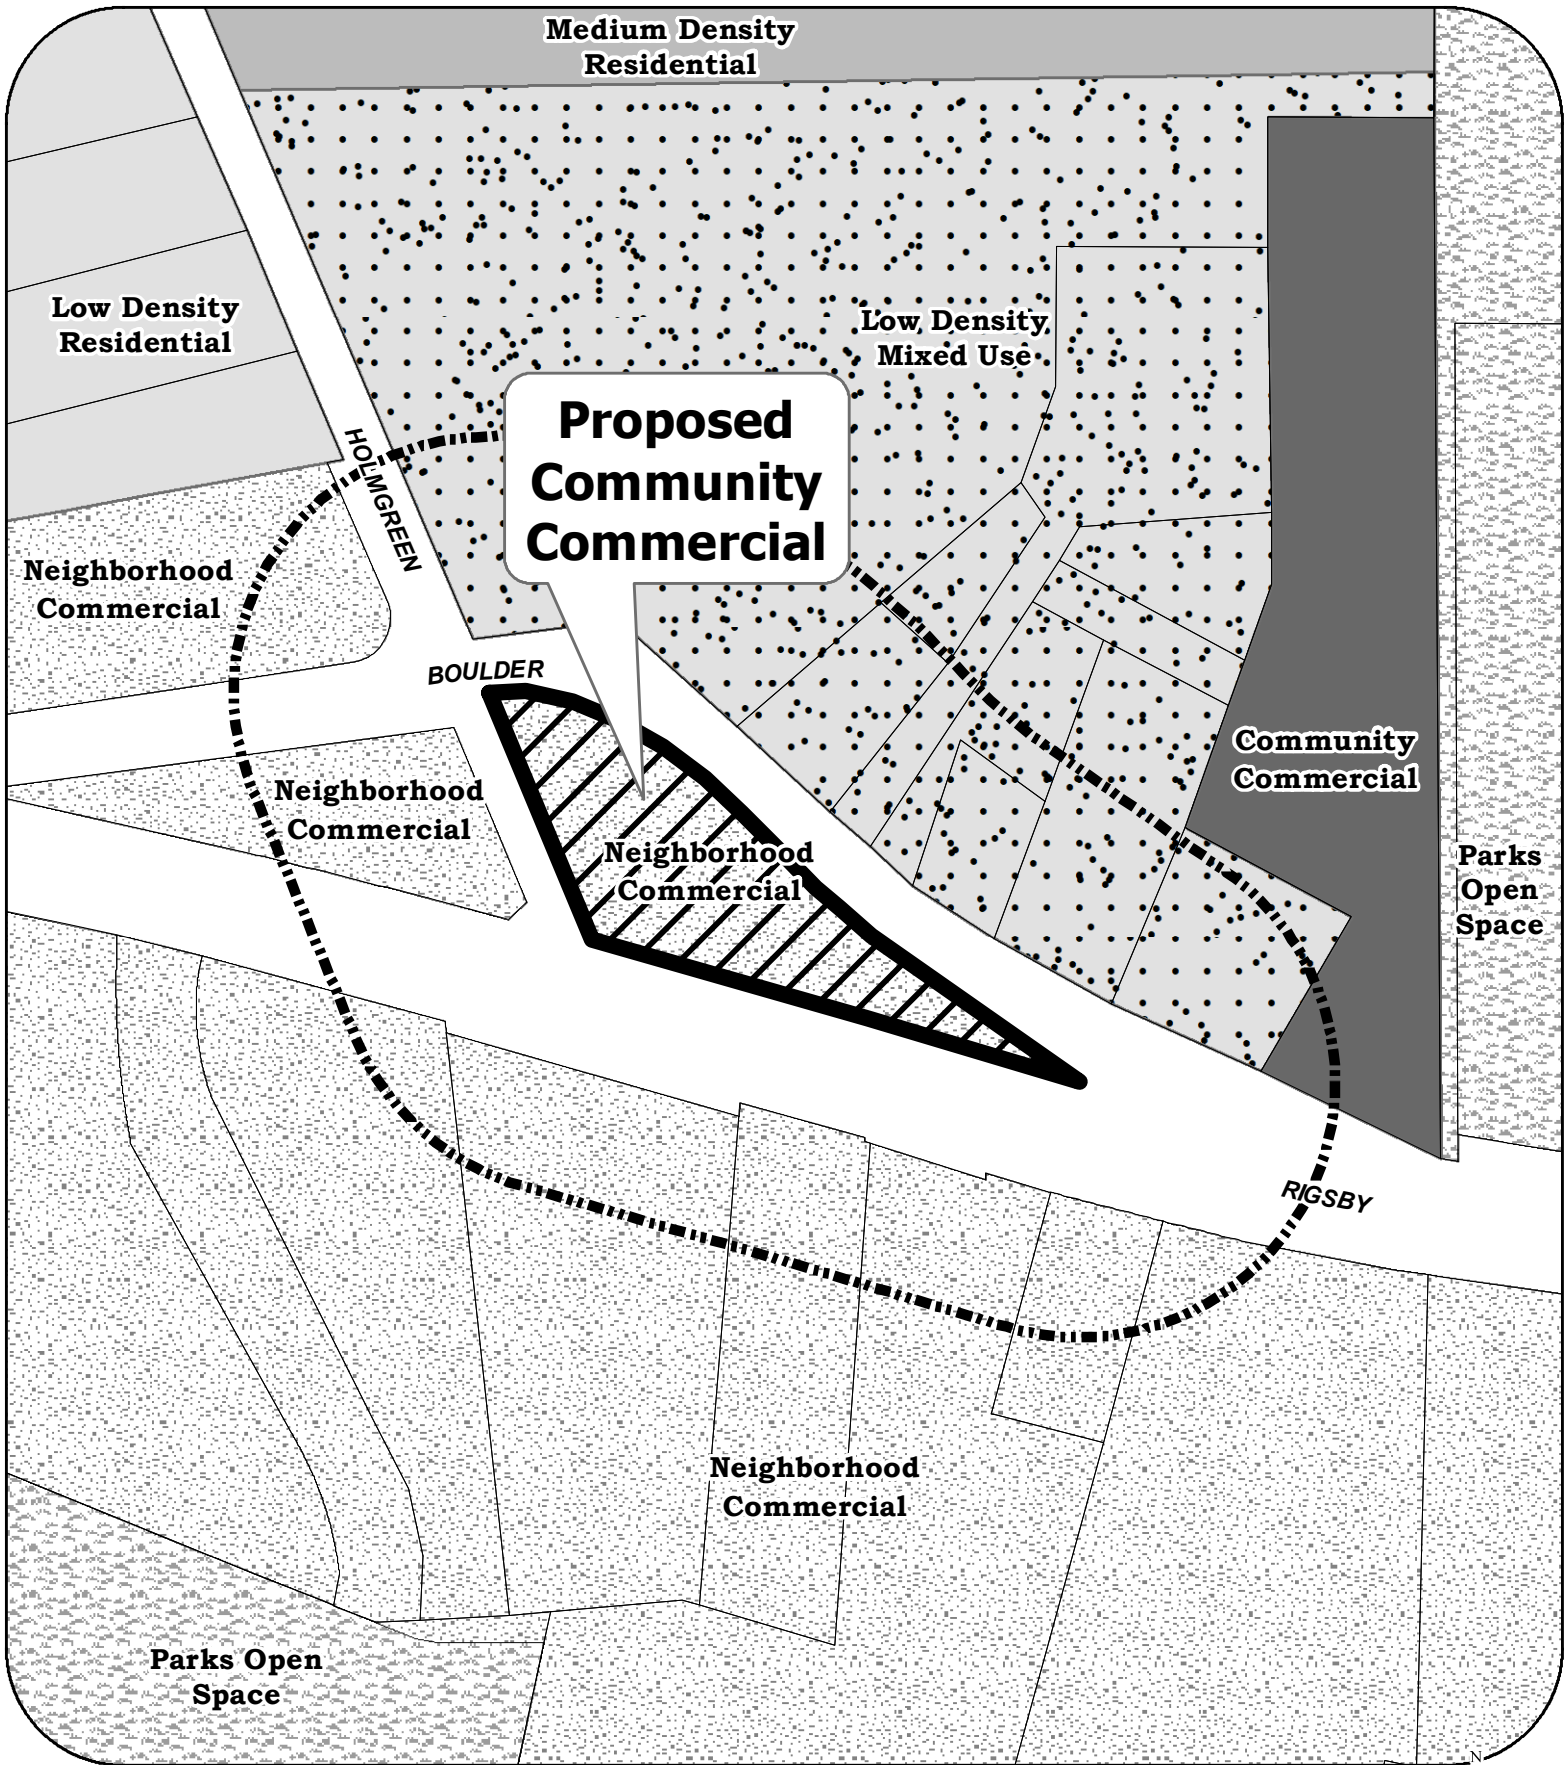 Medium Density
Residential
Low Density
Residential
Low Density
Mixed Use
Proposed
Community
Commercial
HOLMGREEN
Neighborhood
Commercial
BOULDER
Neighborhood
Commercial
Community
Commercial
Neighborhood
Commercial
Parks
Open
Space
RIGSBY
Neighborhood
Commercial
Parks Open
Space
N